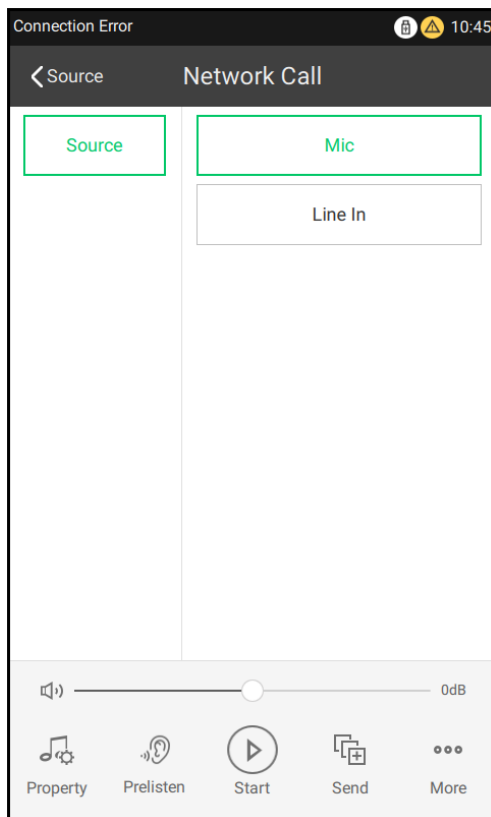 Connection Error 10:45
Source Network Call
Source Mic
Line In
0dB
Property Prelisten Start Send More